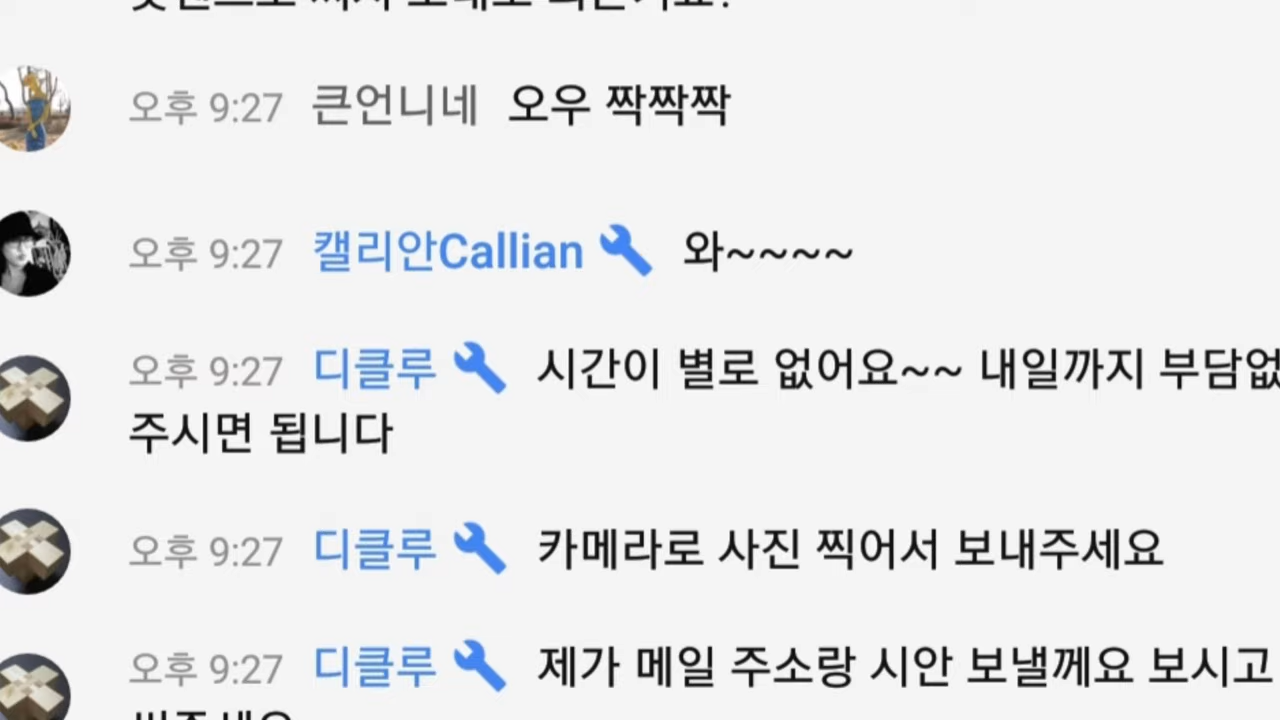 오후 9:27 큰언니네 오우 짝짝짝
오후 9:27 캘리안Callian 와~~~~
오후 9:27 디클루 시간이 별로 없어요~~ 내일까지 부담없
주시면 됩니다
오후 9:27 디클루 카메라로 사진 찍어서 보내주세요
오후 9:27 디클루 제가 메일 주소랑 시안 보낼께요 보시고